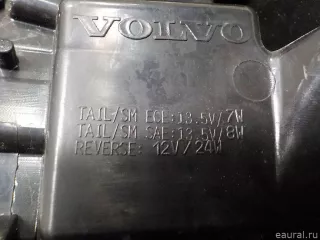 VOLVO
TAIL/SM ECE:13.5V/7W
TAIL/SM SAE:13.5V/8W
REVERSE: 12V/24W
© eaural.ru